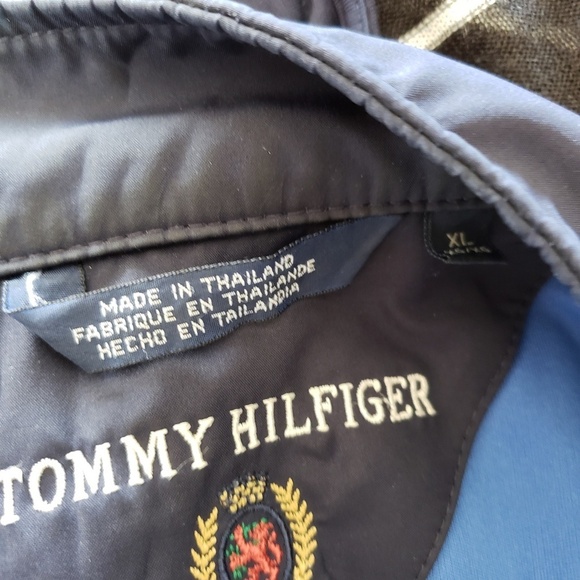 MADE IN THAILAND
FABRIQUE EN THAILANDE
HECHO EN TAILANDIA
XL
TOMMY HILFIGER